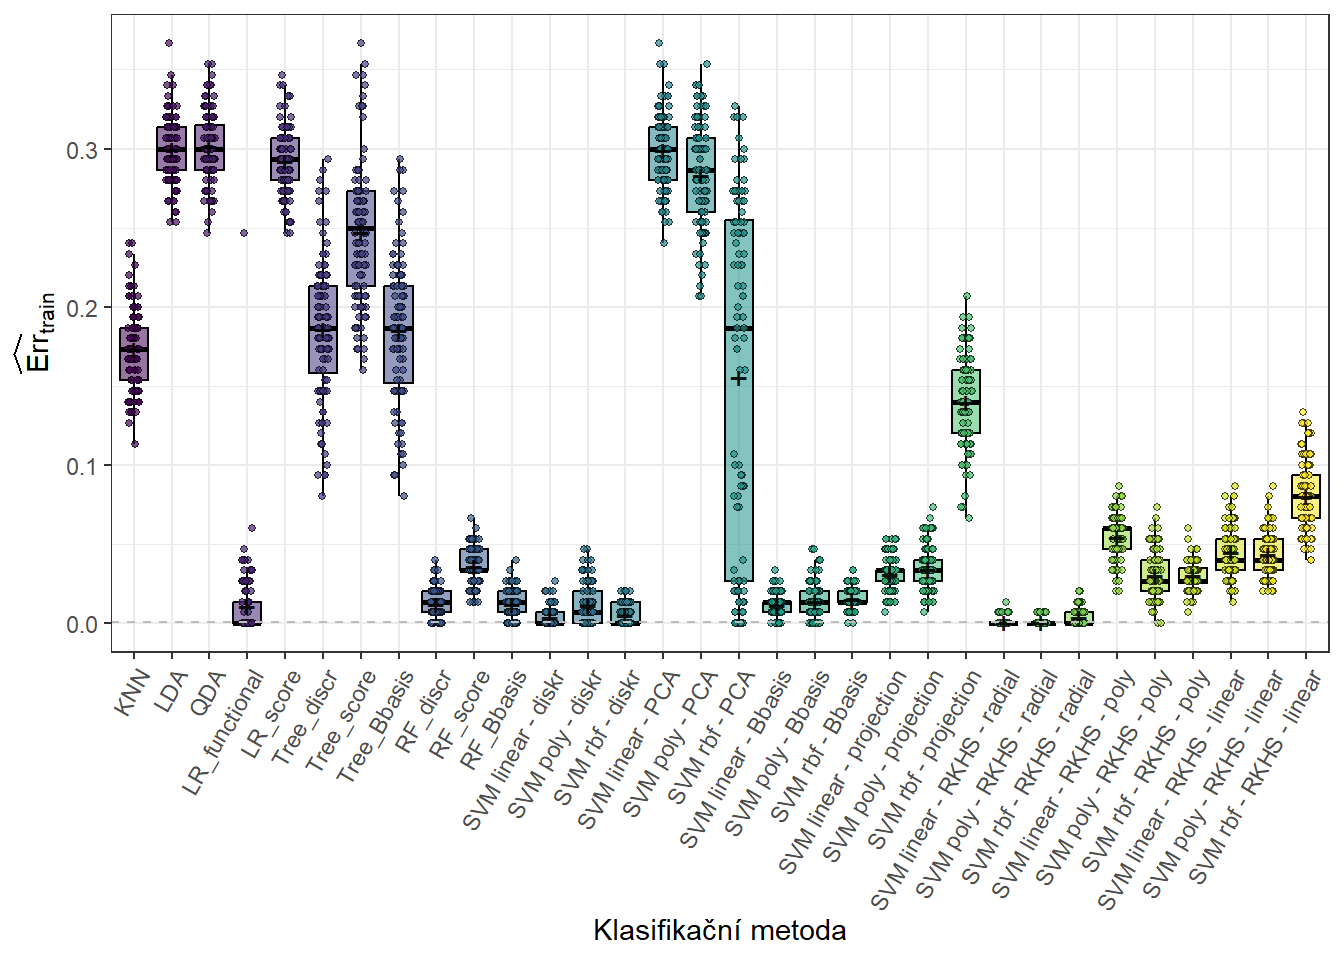 0.3
0.2
0.1
0.0
Êrr train
KNN
LDA
QDA
LR_functional
LR_score
Tree_discr
Tree_score
Tree_Bbasis
RF_discr
RF_score
RF_Bbasis
SVM linear - diskr
SVM poly - diskr
SVM rbf - diskr
SVM linear - PCA
SVM poly - PCA
SVM rbf - PCA
SVM linear - Bbasis
SVM poly - Bbasis
SVM rbf - Bbasis
SVM linear - projection
SVM poly - projection
SVM rbf - projection
SVM linear - RKHS - radial
SVM poly - RKHS - radial
SVM rbf - RKHS - radial
SVM linear - RKHS - poly
SVM poly - RKHS - poly
SVM rbf - RKHS - poly
SVM linear - RKHS - linear
SVM poly - RKHS - linear
SVM rbf - RKHS - linear
Klasifikační metoda